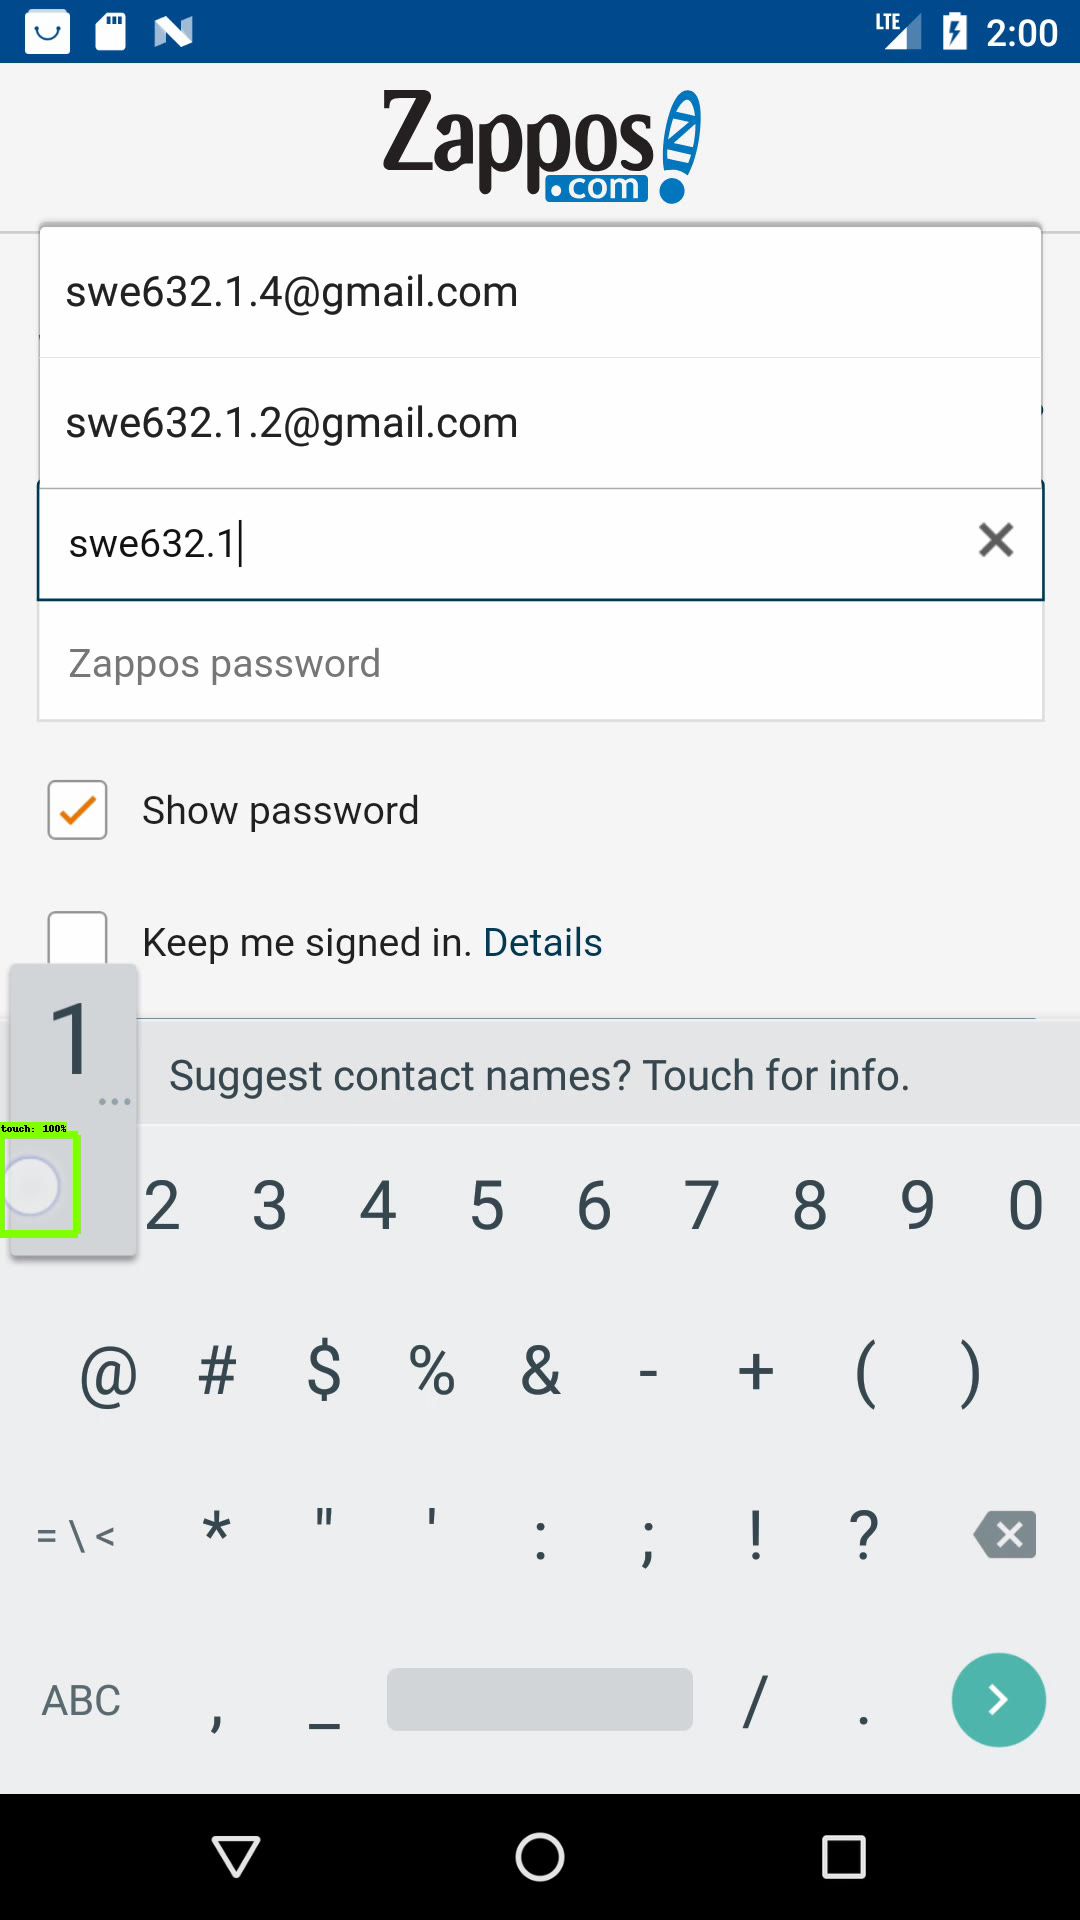 LTE 2:00
Zappos
.com
swe632.1.4@gmail.com
swe632.1.2@gmail.com
swe632.1
Zappos password
Show password
Keep me signed in. Details
1
...
Suggest contact names? Touch for info.
touch: 100%
2 3 4 5 6 7 8 9 0
@ # $ % & - + ( )
= \ < * " ' : ; ! ?
ABC , _ / .